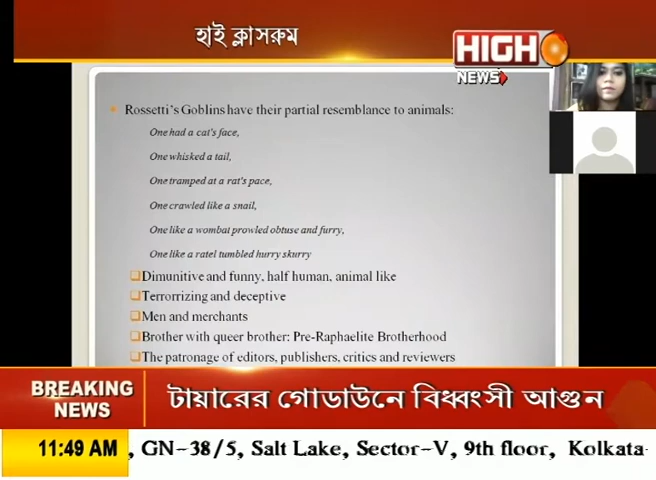 হাই ক্লাসরুম
HIGH
NEWS
Rossetti's Goblins have their partial resemblance to animals:
One had a cat's face,
One whisked a tail,
One tramped at a rat's pace,
One crawled like a snail,
One like a wombat prowled obtuse and furry,
One like a ratel tumbled hurry skurry
Dimunitive and funny, half human, animal like
Terrorrizing and deceptive
Men and merchants
Brother with queer brother: Pre-Raphaelite Brotherhood
The patronage of editors, publishers, critics and reviewers
BREAKING
NEWS
টায়ারের গোডাউনে বিধ্বংসী আগুন
11:49 AM
, GN-38/5, Salt Lake, Sector-V, 9th floor, Kolkata-